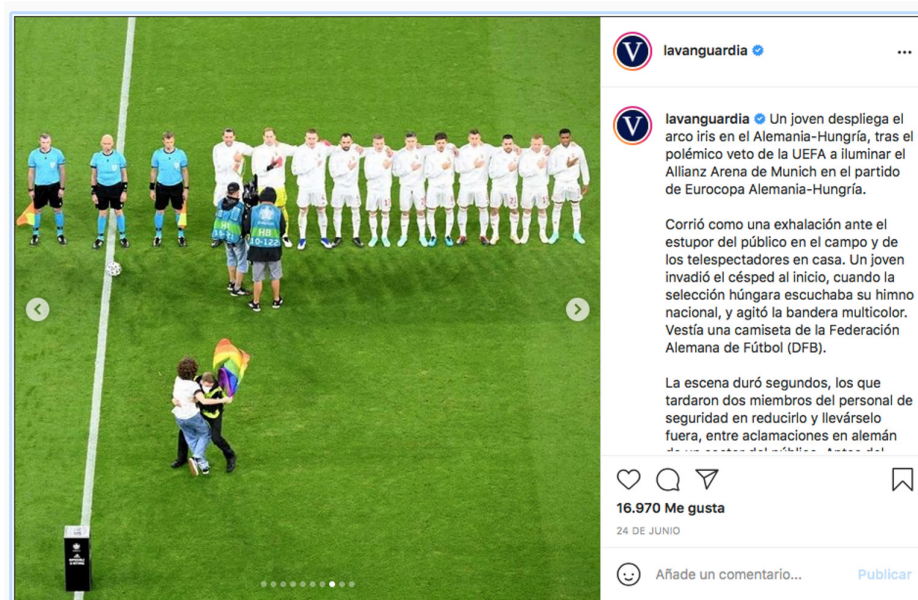 lavanguardia
lavanguardia Un joven despliega el
arco iris en el Alemania-Hungría, tras el
polémico veto de la UEFA a iluminar el
Allianz Arena de Munich en el partido
de Eurocopa Alemania-Hungría.
Corrió como una exhalación ante el
estupor del público en el campo y de
los telespectadores en casa. Un joven
invadió el césped al inicio, cuando la
selección húngara escuchaba su himno
nacional, y agitó la bandera multicolor.
Vestía una camiseta de la Federación
Alemana de Fútbol (DFB).
La escena duró segundos, los que
tardaron dos miembros del personal de
seguridad en reducirlo y llevárselo
fuera, entre aclamaciones en alemán
16.970 Me gusta
24 DE JUNIO
Añade un comentario...
Publicar
V
V
HB